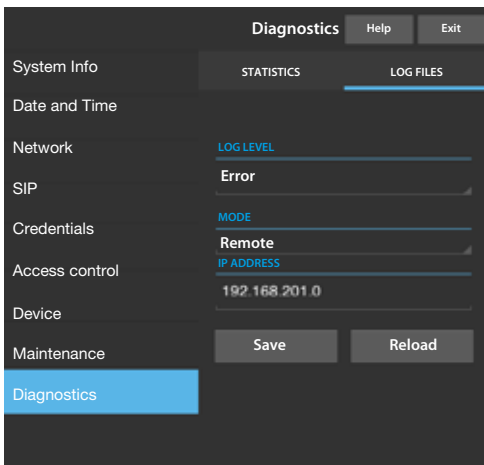 Diagnostics Help Exit
System Info
Date and Time
Network
SIP
Credentials
Access control
Device
Maintenance
Diagnostics
STATISTICS LOG FILES
LOG LEVEL
Error
MODE
Remote
IP ADDRESS
192.168.201.0
Save Reload